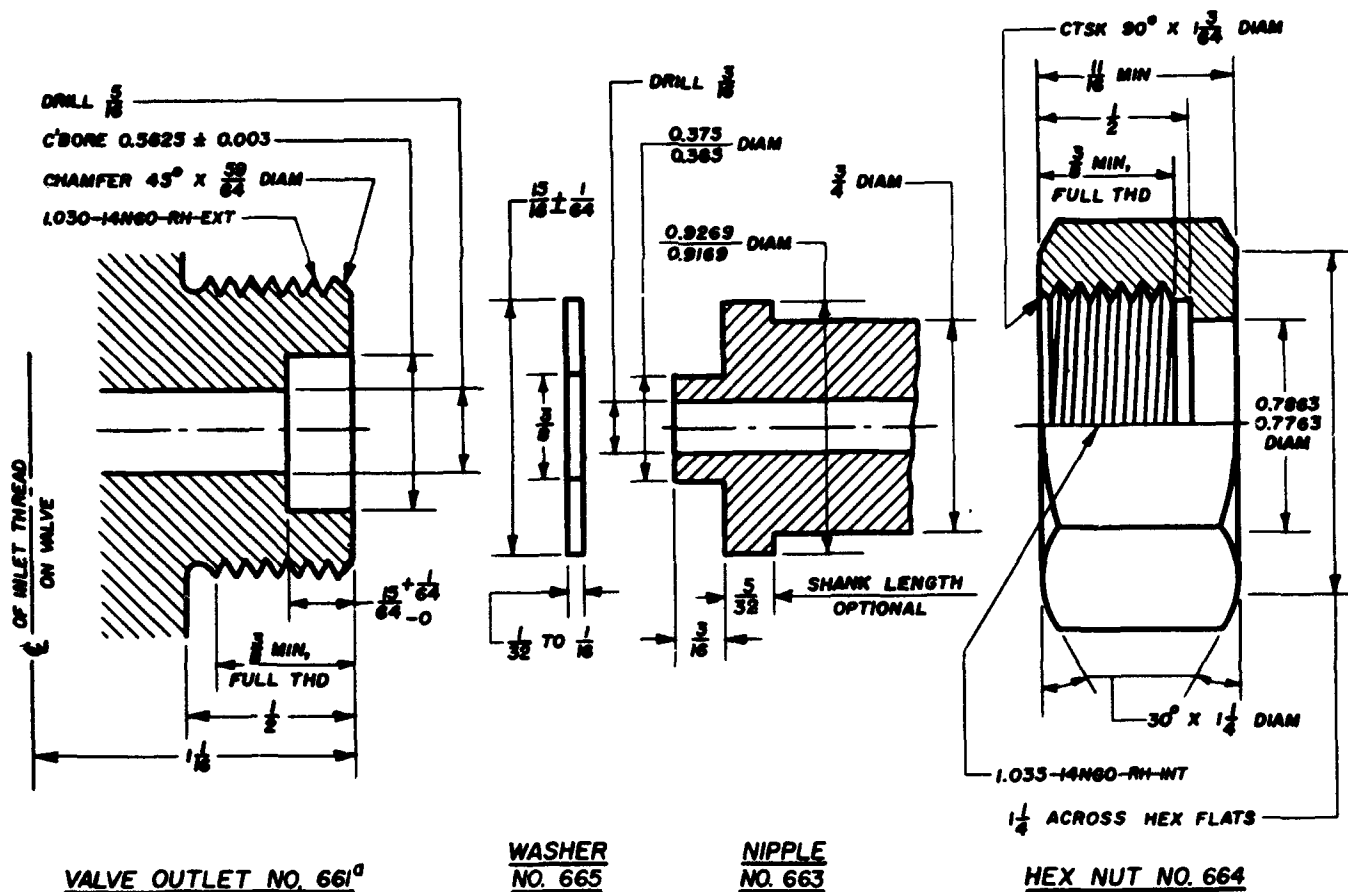 DRILL 5/16
C'BORE 0.5625 ± 0.003
CHAMFER 45° X 59/64 DIAM
1.030-14NGO-RH-EXT
℄ OF INLET THREAD
ON VALVE
15/64 +1/64
-0
MIN,
FULL THD
1/2
1 1/16
VALVE OUTLET NO. 661ª
15/16 ± 1/64
3/8
1/32 TO 1/16
WASHER
NO. 665
DRILL 3/16
0.375
0.365 DIAM
0.9269
0.9169 DIAM
3/4 DIAM
5/32
SHANK LENGTH
OPTIONAL
3/16
NIPPLE
NO. 663
CTSK 90° X 1 3/64 DIAM
11/16 MIN
1/2
3/8 MIN,
FULL THD
0.7863
0.7763
DIAM
30° X 1 1/4 DIAM
1.035-14NGO-RH-INT
1 1/4 ACROSS HEX FLATS
HEX NUT NO. 664